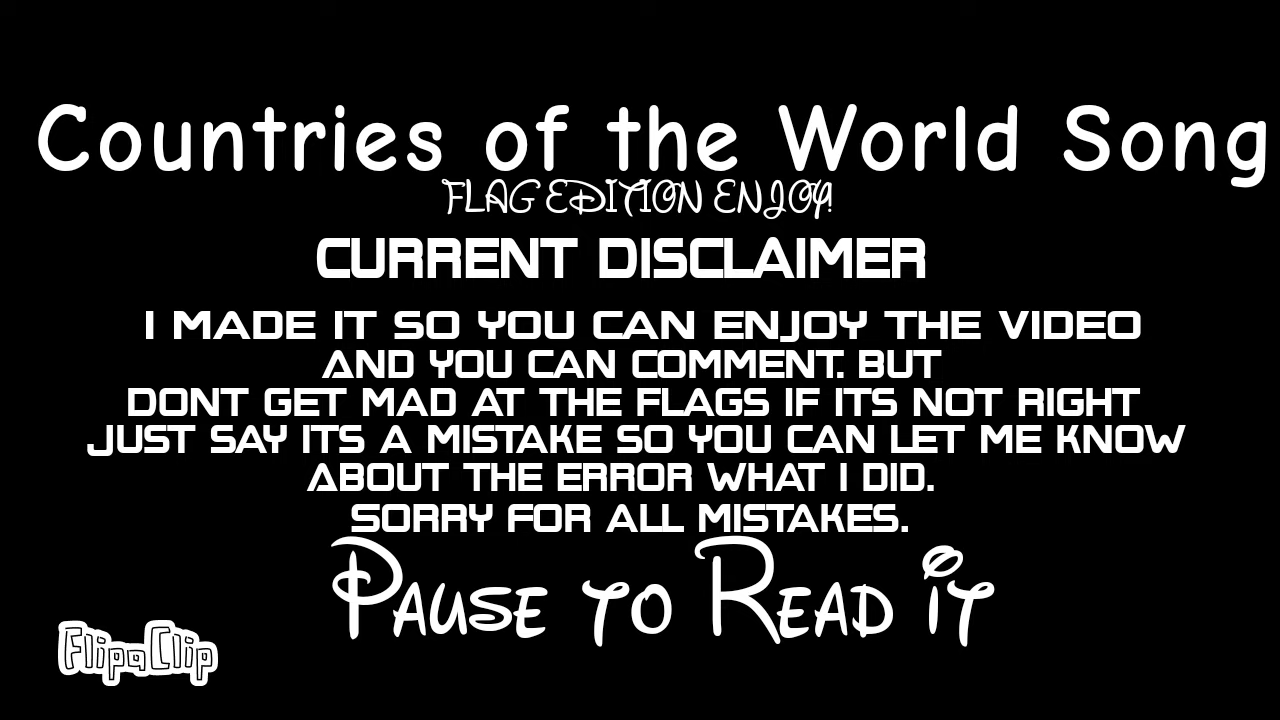 Countries of the World Song
FLAG EDITION ENJOY!
CURRENT DISCLAIMER
I MADE IT SO YOU CAN ENJOY THE VIDEO
AND YOU CAN COMMENT. BUT
DONT GET MAD AT THE FLAGS IF ITS NOT RIGHT
JUST SAY ITS A MISTAKE SO YOU CAN LET ME KNOW
ABOUT THE ERROR WHAT I DID.
SORRY FOR ALL MISTAKES.
PAUSE TO READ IT
FlipaClip